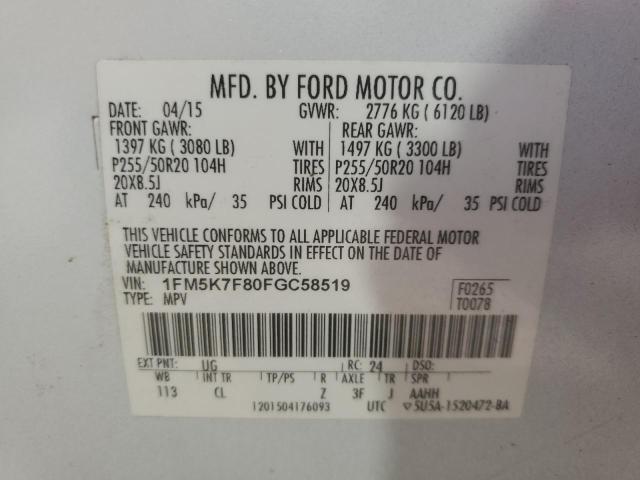 MFD. BY FORD MOTOR CO.
DATE: 04/15 GVWR: 2776 KG ( 6120 LB)
FRONT GAWR: REAR GAWR:
1397 KG ( 3080 LB) WITH 1497 KG ( 3300 LB) WITH
P255/50R20 104H TIRES P255/50R20 104H TIRES
20X8.5J RIMS 20X8.5J RIMS
AT 240 kPa/ 35 PSI COLD AT 240 kPa/ 35 PSI COLD
THIS VEHICLE CONFORMS TO ALL APPLICABLE FEDERAL MOTOR
VEHICLE SAFETY STANDARDS IN EFFECT ON THE DATE OF
MANUFACTURE SHOWN ABOVE.
VIN: 1FM5K7F80FGC58519 F0265
TYPE: MPV T0078
EXT PNT: UG RC: 24 DSO:
WB INT TR TP/PS R AXLE TR SPR
113 CL Z 3F J AAHH
1201504176093 UTC 5U5A-1520472-BA